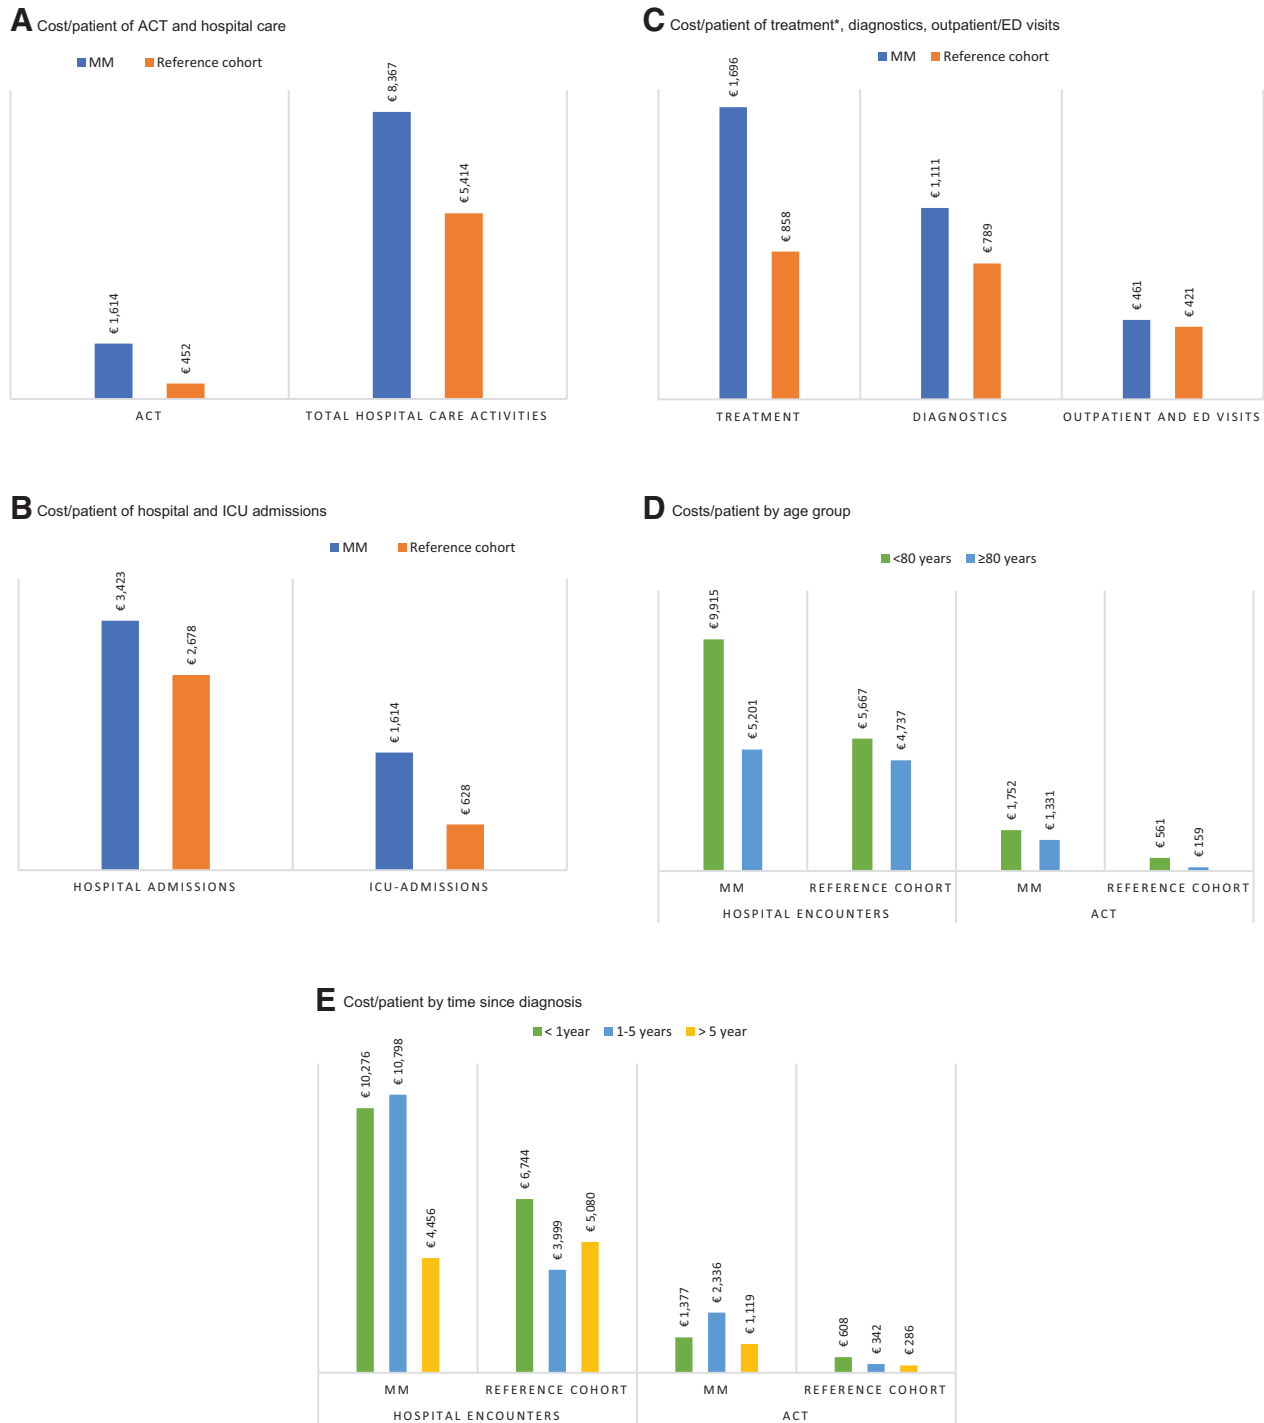 A Cost/patient of ACT and hospital care
MM Reference cohort
€ 1,614
€ 452
€ 8,367
€ 5,414
ACT
TOTAL HOSPITAL CARE ACTIVITIES
B Cost/patient of hospital and ICU admissions
MM Reference cohort
€ 3,423
€ 2,678
€ 1,614
€ 628
HOSPITAL ADMISSIONS
ICU-ADMISSIONS
C Cost/patient of treatment*, diagnostics, outpatient/ED visits
MM Reference cohort
€ 1,696
€ 858
€ 1,111
€ 789
€ 461
€ 421
TREATMENT
DIAGNOSTICS
OUTPATIENT AND ED VISITS
D Costs/patient by age group
<80 years ≥80 years
€ 9,915
€ 5,201
€ 5,667
€ 4,737
€ 1,752
€ 1,331
€ 561
€ 159
MM
REFERENCE COHORT
MM
REFERENCE COHORT
HOSPITAL ENCOUNTERS
ACT
E Cost/patient by time since diagnosis
< 1year 1-5 years > 5 year
€ 10,276
€ 10,798
€ 4,456
€ 6,744
€ 3,999
€ 5,080
€ 1,377
€ 2,336
€ 1,119
€ 608
€ 342
€ 286
MM
REFERENCE COHORT
MM
REFERENCE COHORT
HOSPITAL ENCOUNTERS
ACT